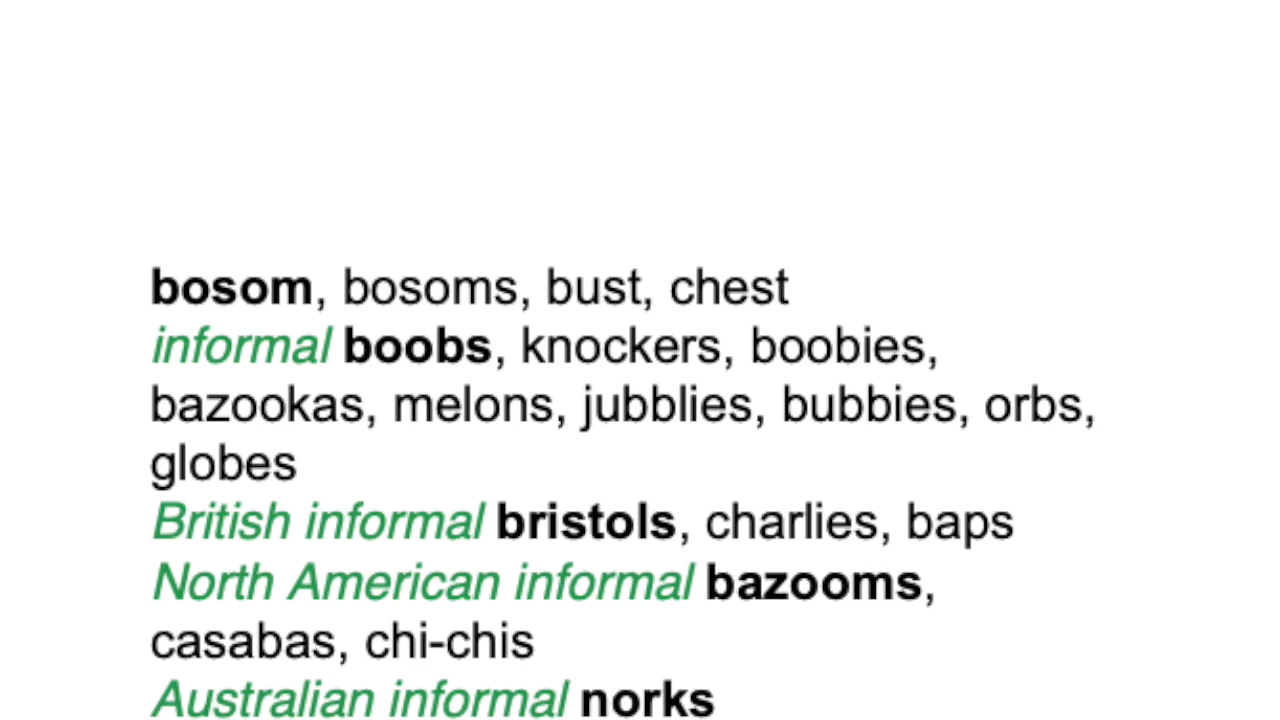 bosom, bosoms, bust, chest
informal boobs, knockers, boobies,
bazookas, melons, jubblies, bubbies, orbs,
globes
British informal bristols, charlies, baps
North American informal bazooms,
casabas, chi-chis
Australian informal norks